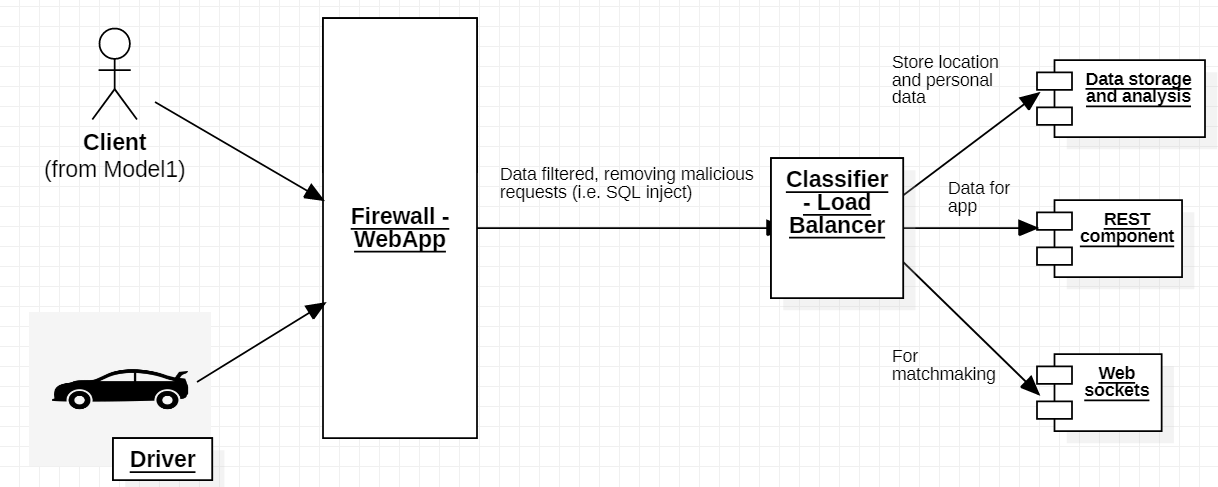 Client
(from Model1)
Driver
Firewall -
WebApp
Data filtered, removing malicious
requests (i.e. SQL inject)
Classifier
- Load
Balancer
Store location
and personal
data
Data for
app
For
matchmaking
Data storage
and analysis
REST
component
Web
sockets